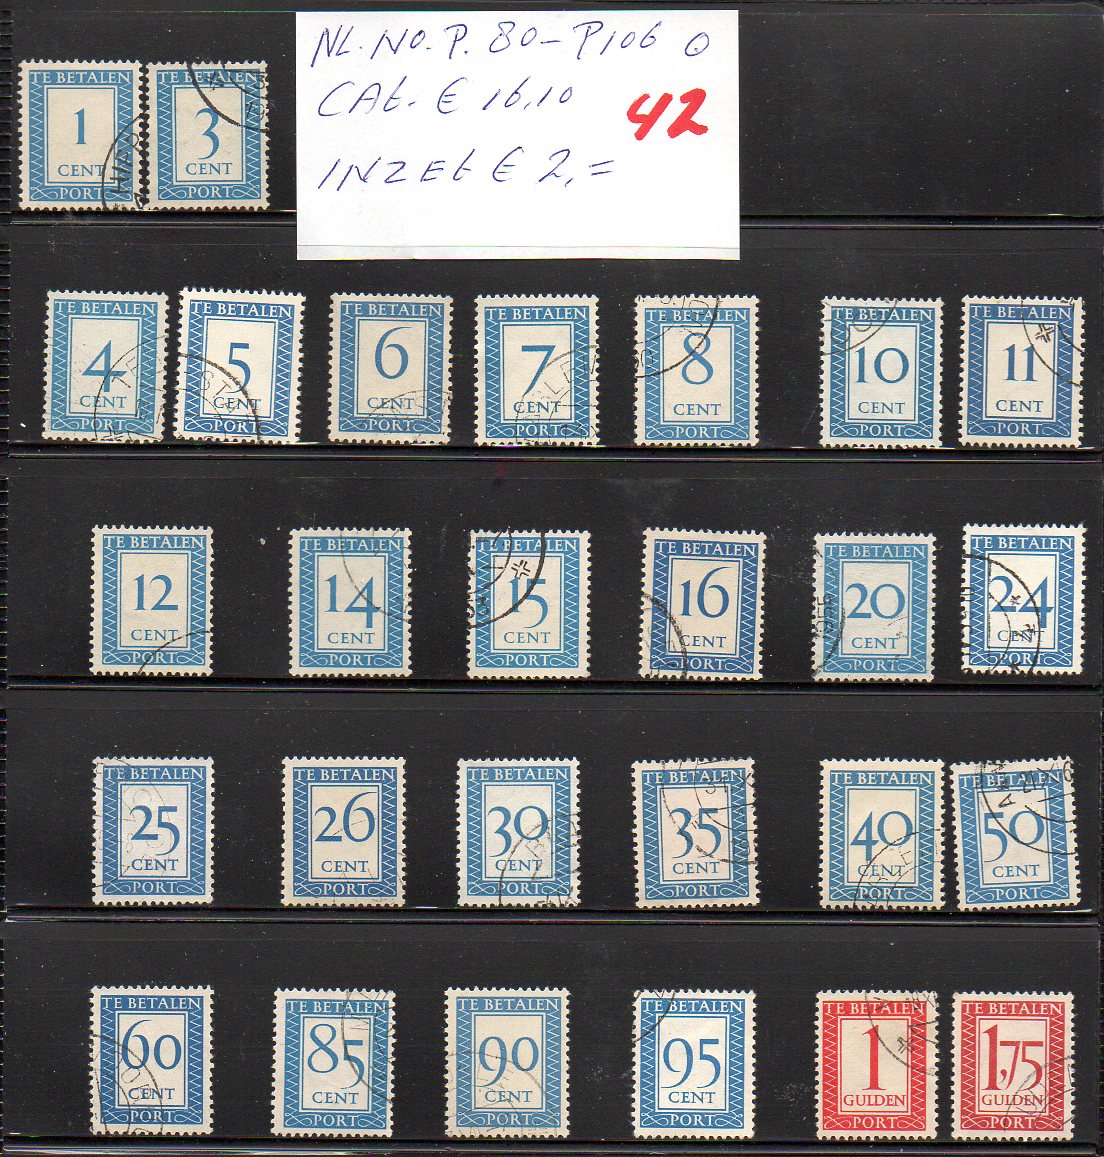 NL. NO. P. 80 - P106 O
CAt. € 16,10
42
INZEt € 2,=
TE BETALEN
1
CENT
PORT
TE BETALEN
3
CENT
PORT
TE BETALEN
4
CENT
PORT
TE BETALEN
5
CENT
PORT
TE BETALEN
6
CENT
PORT
TE BETALEN
7
CENT
PORT
TE BETALEN
8
CENT
PORT
TE BETALEN
10
CENT
PORT
TE BETALEN
11
CENT
PORT
TE BETALEN
12
CENT
PORT
TE BETALEN
14
CENT
PORT
TE BETALEN
15
CENT
PORT
TE BETALEN
16
CENT
PORT
TE BETALEN
20
CENT
PORT
TE BETALEN
24
CENT
PORT
TE BETALEN
25
CENT
PORT
TE BETALEN
26
CENT
PORT
TE BETALEN
30
CENT
PORT
TE BETALEN
35
CENT
PORT
TE BETALEN
40
CENT
PORT
TE BETALEN
50
CENT
PORT
TE BETALEN
60
CENT
PORT
TE BETALEN
85
CENT
PORT
TE BETALEN
90
CENT
PORT
TE BETALEN
95
CENT
PORT
TE BETALEN
1
GULDEN
PORT
TE BETALEN
1,75
GULDEN
PORT